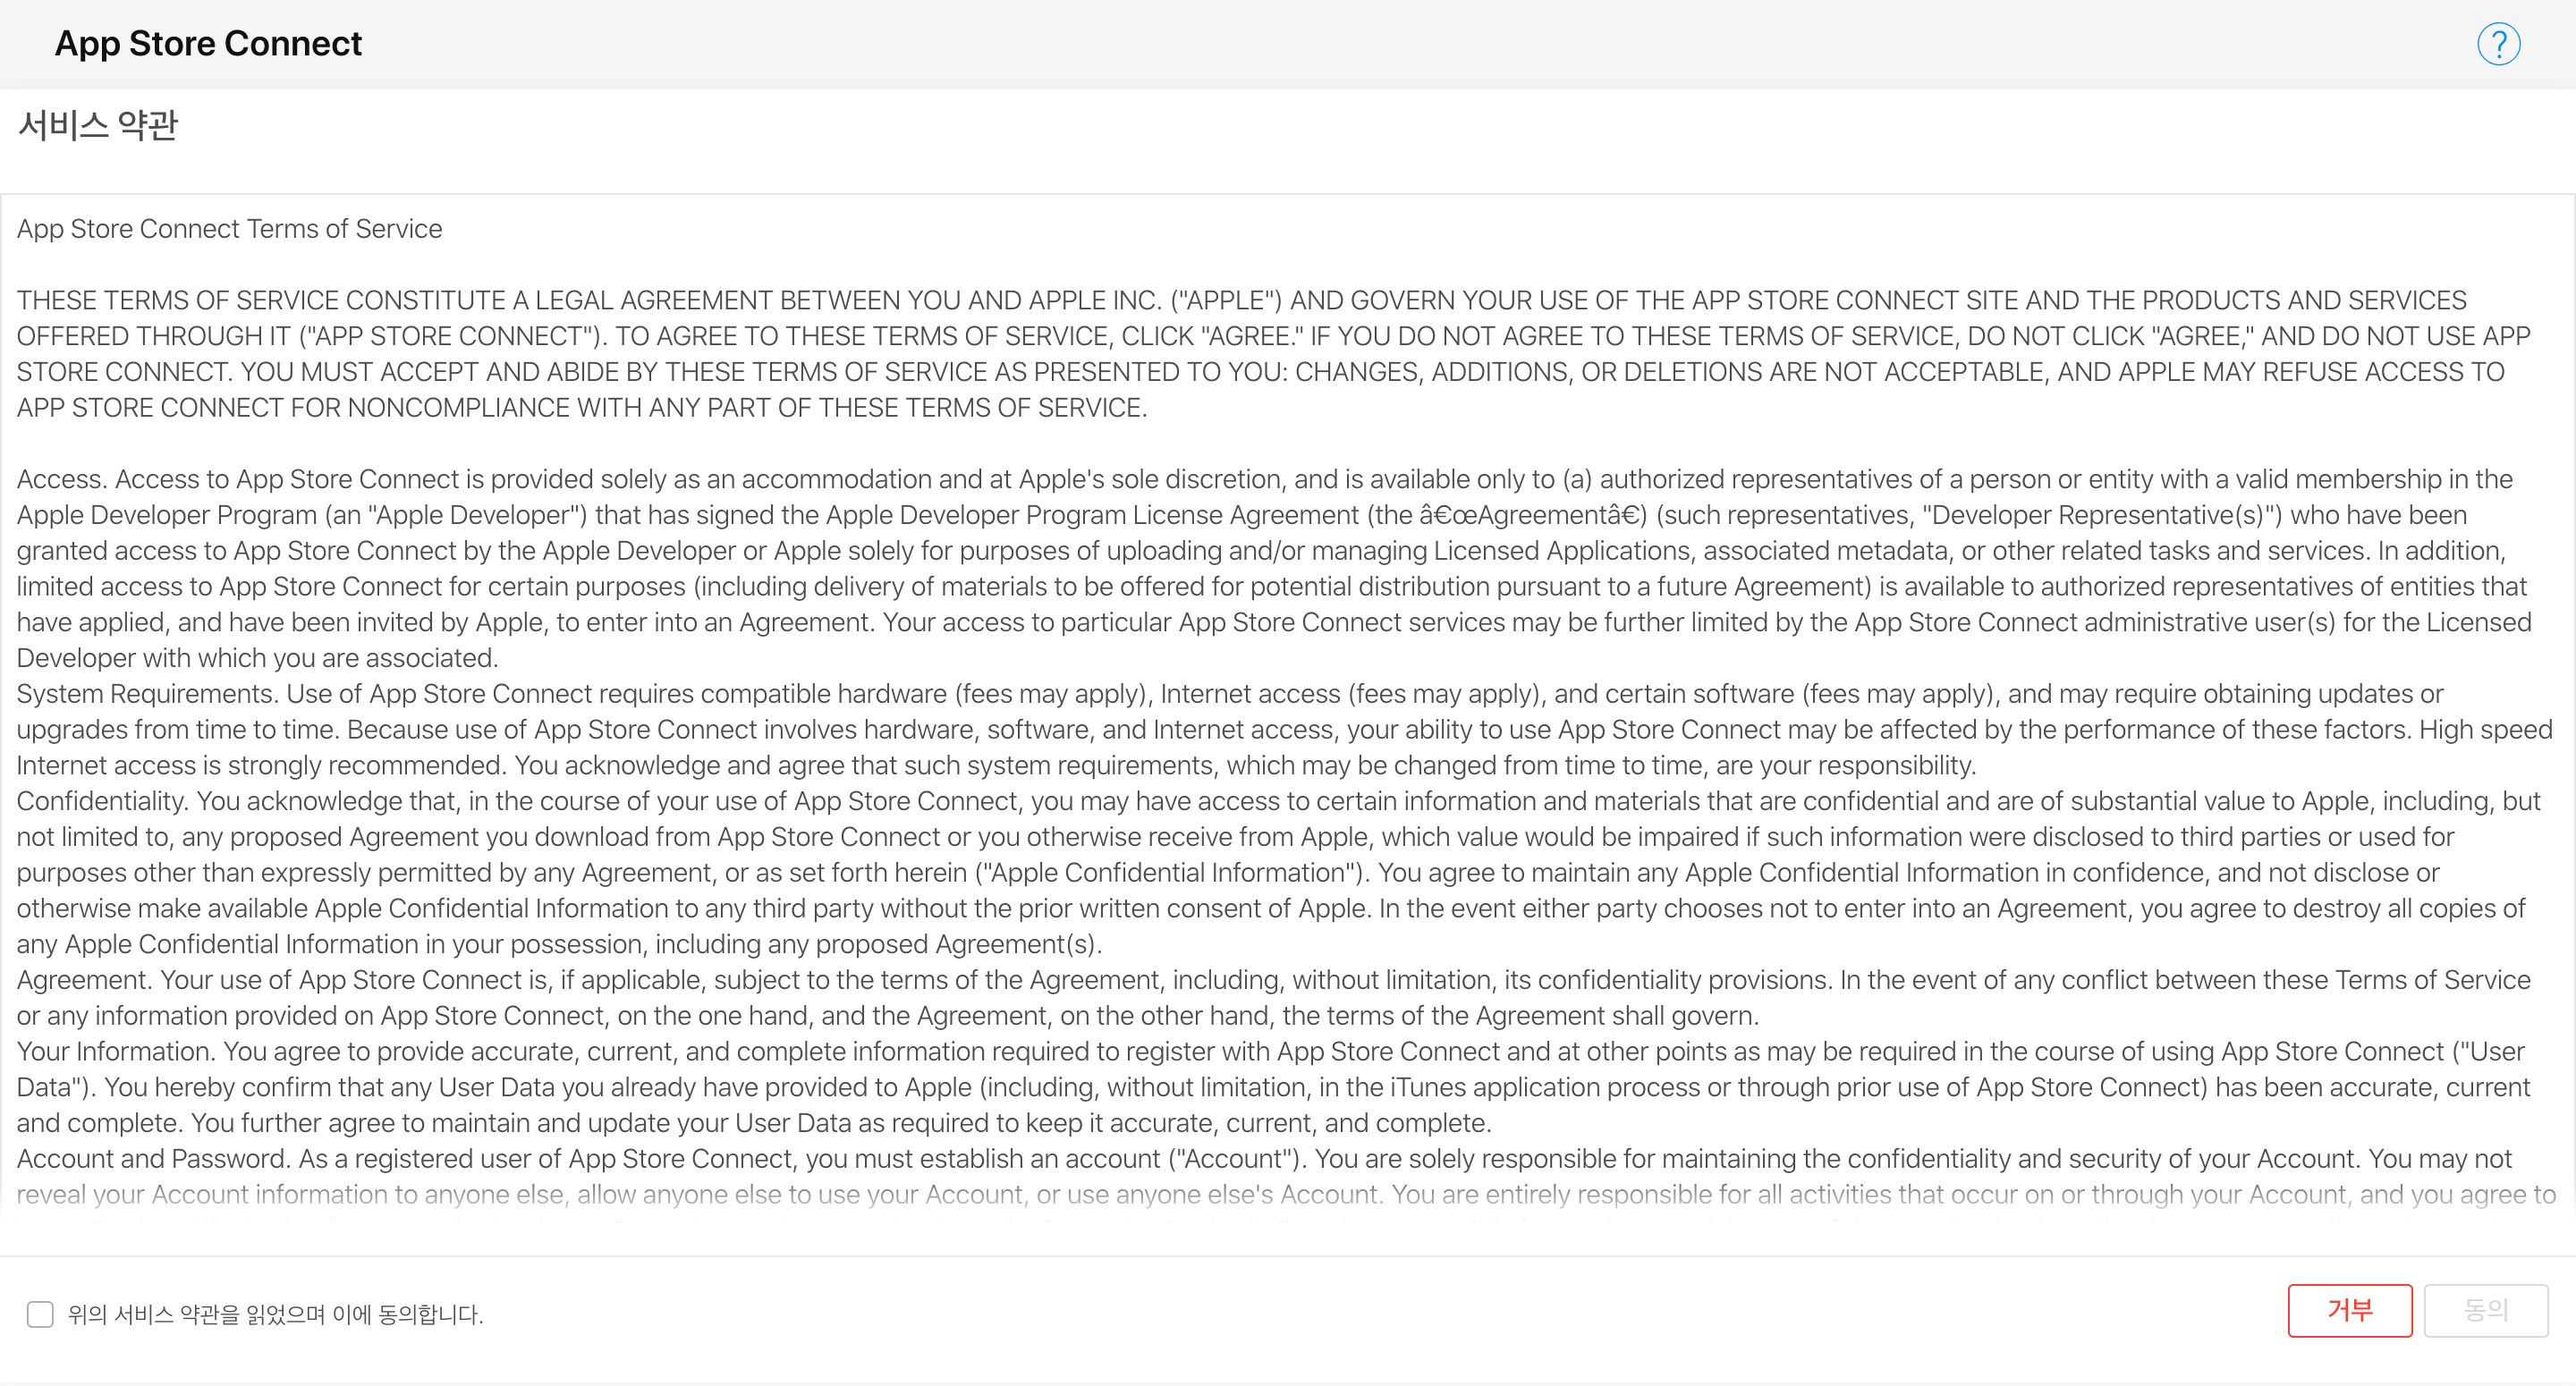 App Store Connect
?
서비스 약관
App Store Connect Terms of Service
THESE TERMS OF SERVICE CONSTITUTE A LEGAL AGREEMENT BETWEEN YOU AND APPLE INC. ("APPLE") AND GOVERN YOUR USE OF THE APP STORE CONNECT SITE AND THE PRODUCTS AND SERVICES
OFFERED THROUGH IT ("APP STORE CONNECT"). TO AGREE TO THESE TERMS OF SERVICE, CLICK "AGREE." IF YOU DO NOT AGREE TO THESE TERMS OF SERVICE, DO NOT CLICK "AGREE," AND DO NOT USE APP
STORE CONNECT. YOU MUST ACCEPT AND ABIDE BY THESE TERMS OF SERVICE AS PRESENTED TO YOU: CHANGES, ADDITIONS, OR DELETIONS ARE NOT ACCEPTABLE, AND APPLE MAY REFUSE ACCESS TO
APP STORE CONNECT FOR NONCOMPLIANCE WITH ANY PART OF THESE TERMS OF SERVICE.
Access. Access to App Store Connect is provided solely as an accommodation and at Apple's sole discretion, and is available only to (a) authorized representatives of a person or entity with a valid membership in the
Apple Developer Program (an "Apple Developer") that has signed the Apple Developer Program License Agreement (the â€œAgreementâ€) (such representatives, "Developer Representative(s)") who have been
granted access to App Store Connect by the Apple Developer or Apple solely for purposes of uploading and/or managing Licensed Applications, associated metadata, or other related tasks and services. In addition,
limited access to App Store Connect for certain purposes (including delivery of materials to be offered for potential distribution pursuant to a future Agreement) is available to authorized representatives of entities that
have applied, and have been invited by Apple, to enter into an Agreement. Your access to particular App Store Connect services may be further limited by the App Store Connect administrative user(s) for the Licensed
Developer with which you are associated.
System Requirements. Use of App Store Connect requires compatible hardware (fees may apply), Internet access (fees may apply), and certain software (fees may apply), and may require obtaining updates or
upgrades from time to time. Because use of App Store Connect involves hardware, software, and Internet access, your ability to use App Store Connect may be affected by the performance of these factors. High speed
Internet access is strongly recommended. You acknowledge and agree that such system requirements, which may be changed from time to time, are your responsibility.
Confidentiality. You acknowledge that, in the course of your use of App Store Connect, you may have access to certain information and materials that are confidential and are of substantial value to Apple, including, but
not limited to, any proposed Agreement you download from App Store Connect or you otherwise receive from Apple, which value would be impaired if such information were disclosed to third parties or used for
purposes other than expressly permitted by any Agreement, or as set forth herein ("Apple Confidential Information"). You agree to maintain any Apple Confidential Information in confidence, and not disclose or
otherwise make available Apple Confidential Information to any third party without the prior written consent of Apple. In the event either party chooses not to enter into an Agreement, you agree to destroy all copies of
any Apple Confidential Information in your possession, including any proposed Agreement(s).
Agreement. Your use of App Store Connect is, if applicable, subject to the terms of the Agreement, including, without limitation, its confidentiality provisions. In the event of any conflict between these Terms of Service
or any information provided on App Store Connect, on the one hand, and the Agreement, on the other hand, the terms of the Agreement shall govern.
Your Information. You agree to provide accurate, current, and complete information required to register with App Store Connect and at other points as may be required in the course of using App Store Connect ("User
Data"). You hereby confirm that any User Data you already have provided to Apple (including, without limitation, in the iTunes application process or through prior use of App Store Connect) has been accurate, current
and complete. You further agree to maintain and update your User Data as required to keep it accurate, current, and complete.
Account and Password. As a registered user of App Store Connect, you must establish an account ("Account"). You are solely responsible for maintaining the confidentiality and security of your Account. You may not
reveal your Account information to anyone else, allow anyone else to use your Account, or use anyone else's Account. You are entirely responsible for all activities that occur on or through your Account, and you agree to
위의 서비스 약관을 읽었으며 이에 동의합니다.
거부
동의